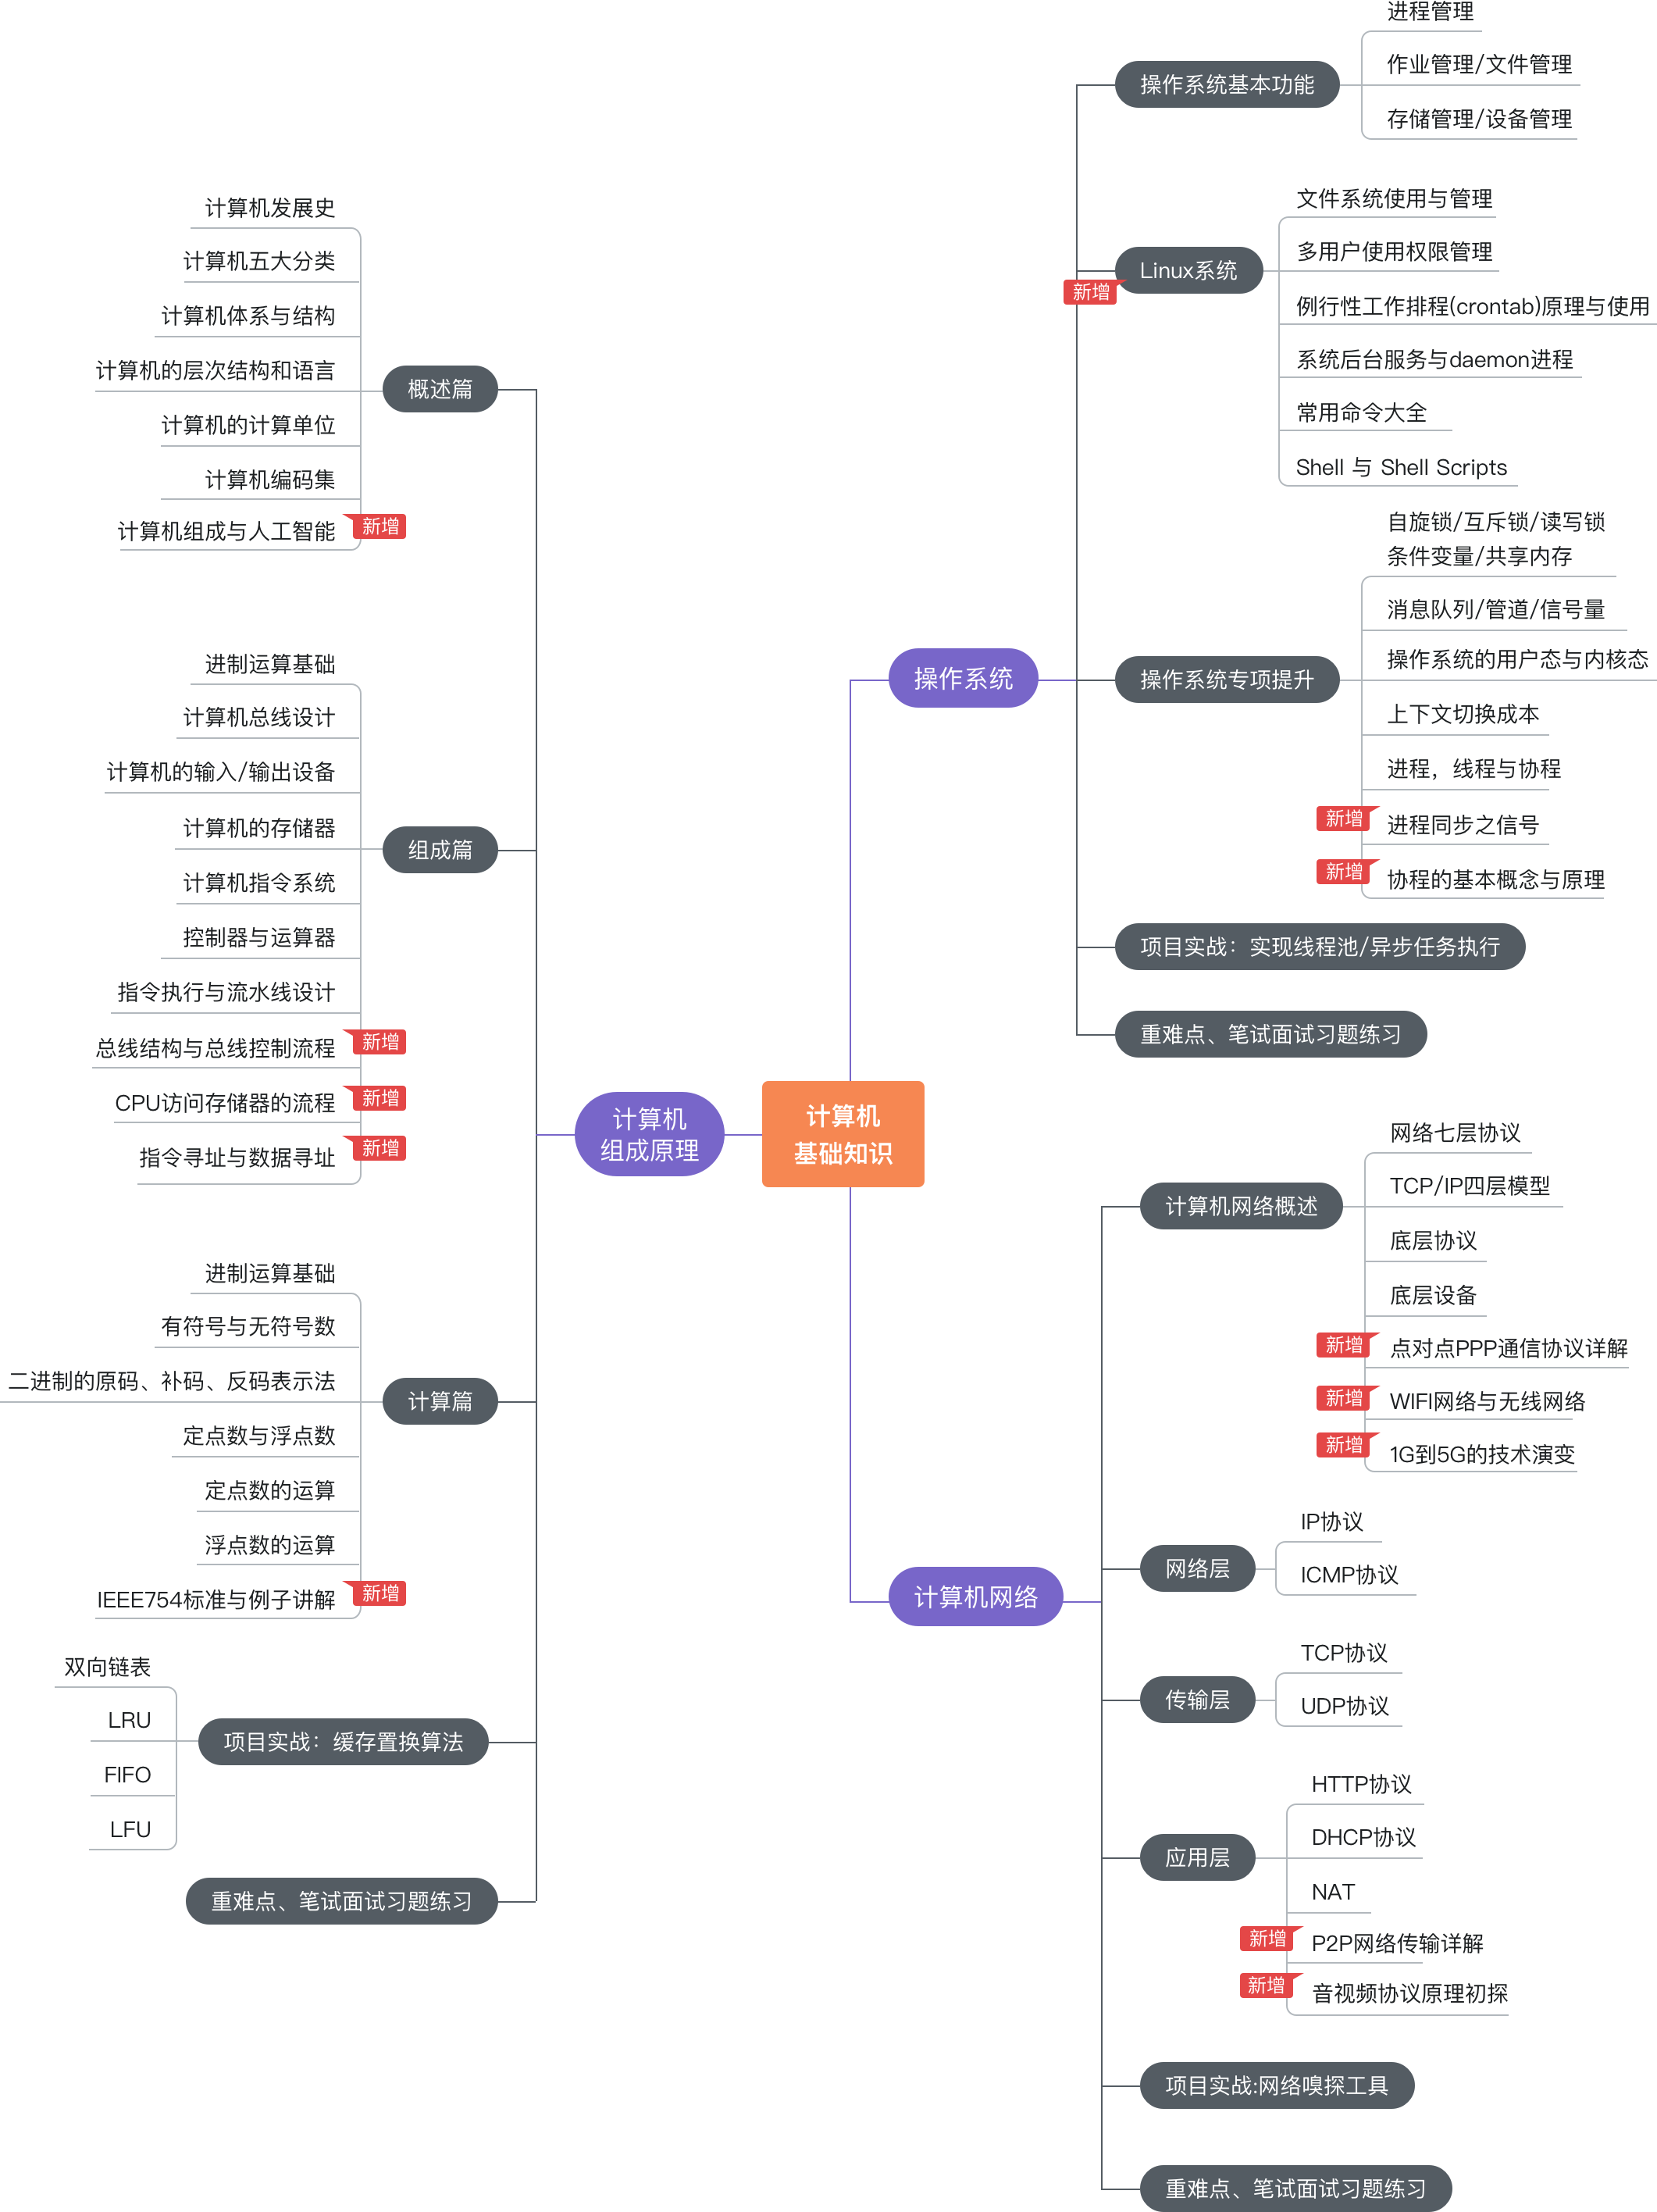 计算机
基础知识
计算机
组成原理
概述篇
计算机发展史
计算机五大分类
计算机体系与结构
计算机的层次结构和语言
计算机的计算单位
计算机编码集
计算机组成与人工智能
新增
组成篇
进制运算基础
计算机总线设计
计算机的输入/输出设备
计算机的存储器
计算机指令系统
控制器与运算器
指令执行与流水线设计
总线结构与总线控制流程
新增
CPU访问存储器的流程
新增
指令寻址与数据寻址
新增
计算篇
进制运算基础
有符号与无符号数
二进制的原码、补码、反码表示法
定点数与浮点数
定点数的运算
浮点数的运算
IEEE754标准与例子讲解
新增
项目实战：缓存置换算法
双向链表
LRU
FIFO
LFU
重难点、笔试面试习题练习
操作系统
操作系统基本功能
进程管理
作业管理/文件管理
存储管理/设备管理
Linux系统
新增
文件系统使用与管理
多用户使用权限管理
例行性工作排程(crontab)原理与使用
系统后台服务与daemon进程
常用命令大全
Shell 与 Shell Scripts
操作系统专项提升
自旋锁/互斥锁/读写锁
条件变量/共享内存
消息队列/管道/信号量
操作系统的用户态与内核态
上下文切换成本
进程，线程与协程
新增
进程同步之信号
新增
协程的基本概念与原理
项目实战：实现线程池/异步任务执行
重难点、笔试面试习题练习
计算机网络
计算机网络概述
网络七层协议
TCP/IP四层模型
底层协议
底层设备
新增
点对点PPP通信协议详解
新增
WIFI网络与无线网络
新增
1G到5G的技术演变
网络层
IP协议
ICMP协议
传输层
TCP协议
UDP协议
应用层
HTTP协议
DHCP协议
NAT
新增
P2P网络传输详解
新增
音视频协议原理初探
项目实战:网络嗅探工具
重难点、笔试面试习题练习